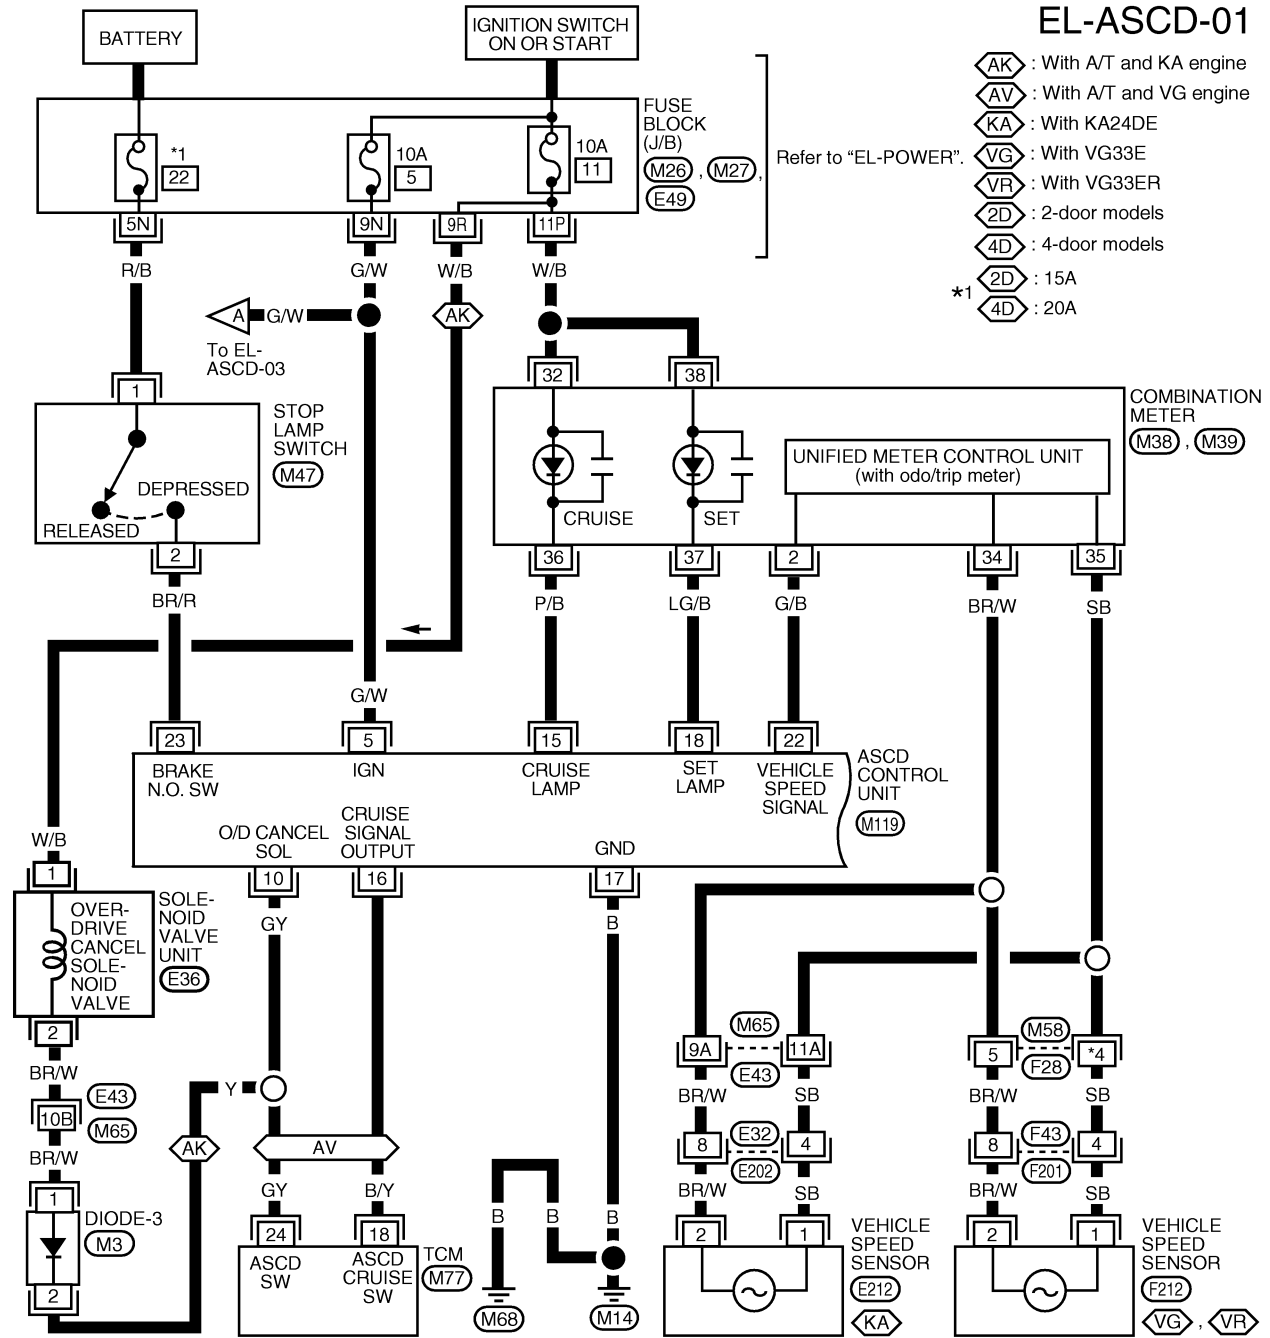 EL-ASCD-01
BATTERY
IGNITION SWITCH
ON OR START
AK : With A/T and KA engine
AV : With A/T and VG engine
KA : With KA24DE
VG : With VG33E
VR : With VG33ER
2D : 2-door models
4D : 4-door models
*1
2D : 15A
4D : 20A
FUSE
BLOCK
(J/B)
M26 , M27 ,
E49
Refer to “EL-POWER”.
*1
22
10A
5
10A
11
5N
9N
9R
11P
R/B
G/W
W/B
W/B
A
G/W
AK
To EL-
ASCD-03
1
32
38
STOP
LAMP
SWITCH
M47
DEPRESSED
RELEASED
COMBINATION
METER
M38 , M39
UNIFIED METER CONTROL UNIT
(with odo/trip meter)
CRUISE
SET
2
36
37
2
34
35
BR/R
P/B
LG/B
G/B
BR/W
SB
G/W
23
5
15
18
22
BRAKE
N.O. SW
IGN
CRUISE
LAMP
SET
LAMP
VEHICLE
SPEED
SIGNAL
ASCD
CONTROL
UNIT
M119
O/D CANCEL
SOL
CRUISE
SIGNAL
OUTPUT
GND
W/B
1
10
16
17
OVER-
DRIVE
CANCEL
SOLE-
NOID
VALVE
SOLE-
NOID
VALVE
UNIT
E36
GY
B
2
BR/W
E43
10B
M65
BR/W
Y
AK
AV
M65
9A
11A
E43
M58
5
*4
F28
BR/W
SB
BR/W
SB
E32
8
4
E202
F43
8
4
F201
BR/W
SB
BR/W
SB
1
DIODE-3
M3
2
GY
B/Y
24
18
ASCD
SW
ASCD
CRUISE
SW
TCM
M77
B
B
B
M68
M14
2
1
VEHICLE
SPEED
SENSOR
E212
KA
2
1
VEHICLE
SPEED
SENSOR
F212
VG , VR